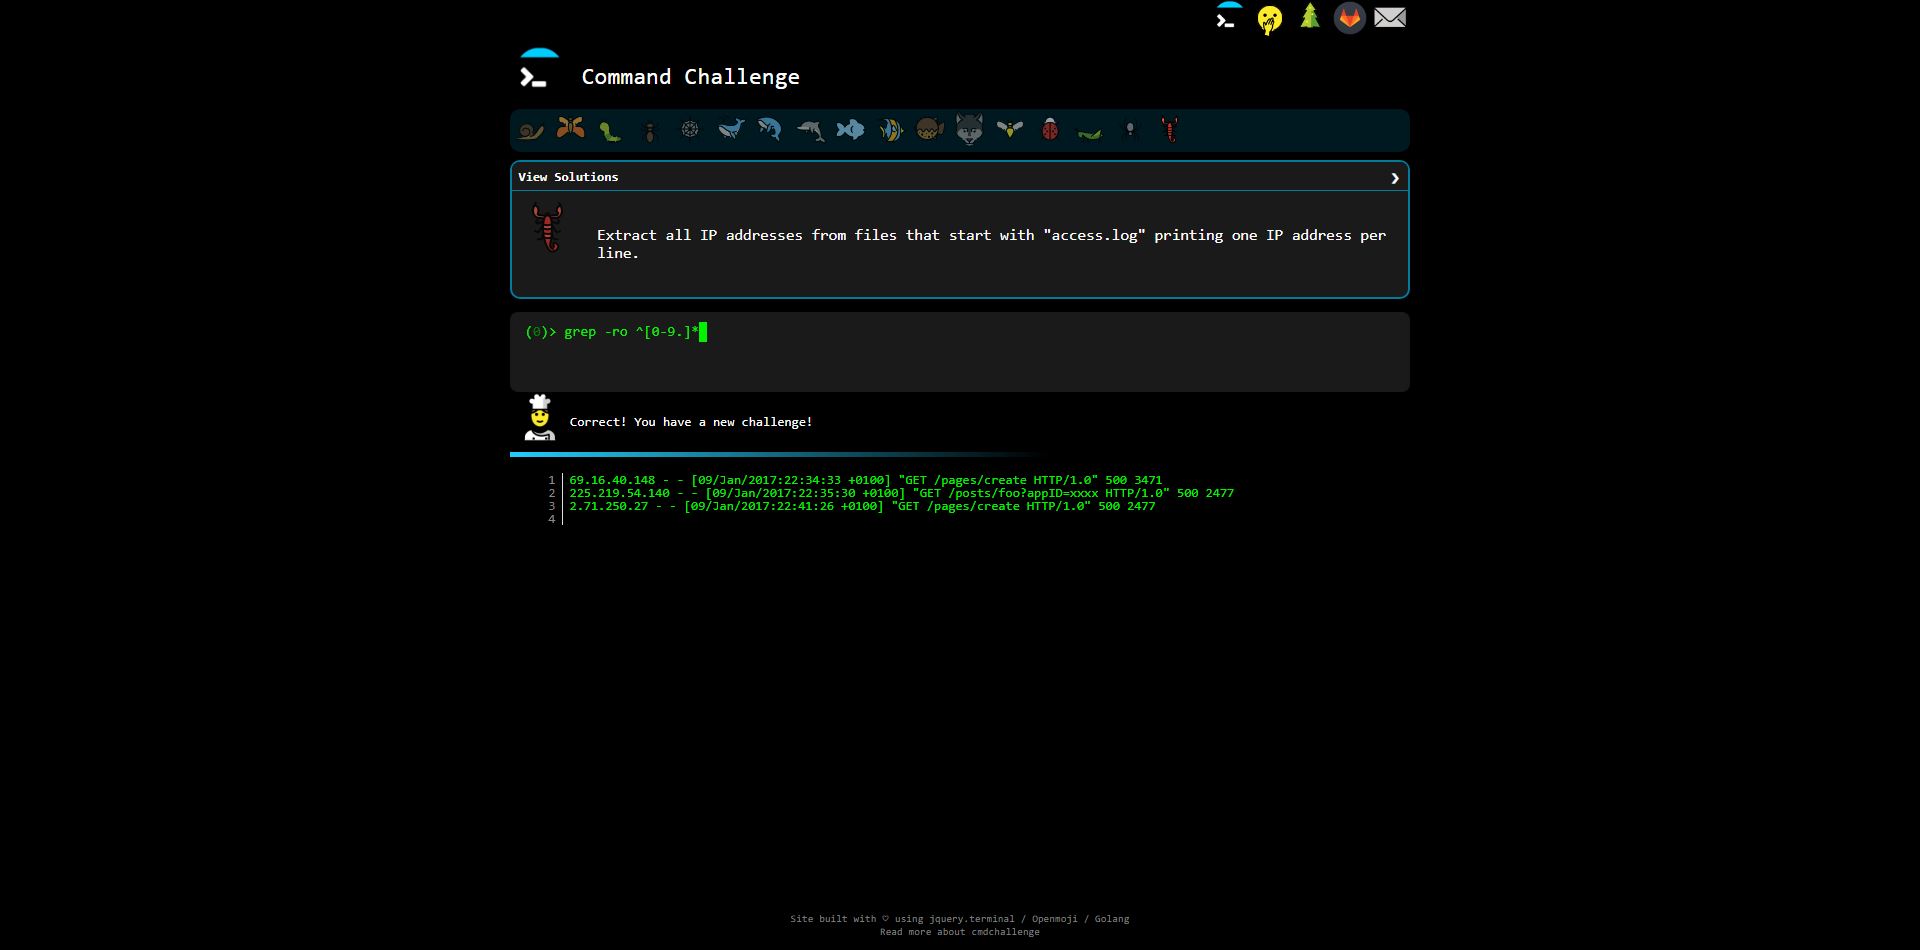 Command Challenge
View Solutions ❯
Extract all IP addresses from files that start with "access.log" printing one IP address per
line.
(0)> grep -ro ^[0-9.]*
Correct! You have a new challenge!
1 69.16.40.148 - - [09/Jan/2017:22:34:33 +0100] "GET /pages/create HTTP/1.0" 500 3471
2 225.219.54.140 - - [09/Jan/2017:22:35:30 +0100] "GET /posts/foo?appID=xxxx HTTP/1.0" 500 2477
3 2.71.250.27 - - [09/Jan/2017:22:41:26 +0100] "GET /pages/create HTTP/1.0" 500 2477
4
Site built with ♡ using jquery.terminal / Openmoji / Golang
Read more about cmdchallenge